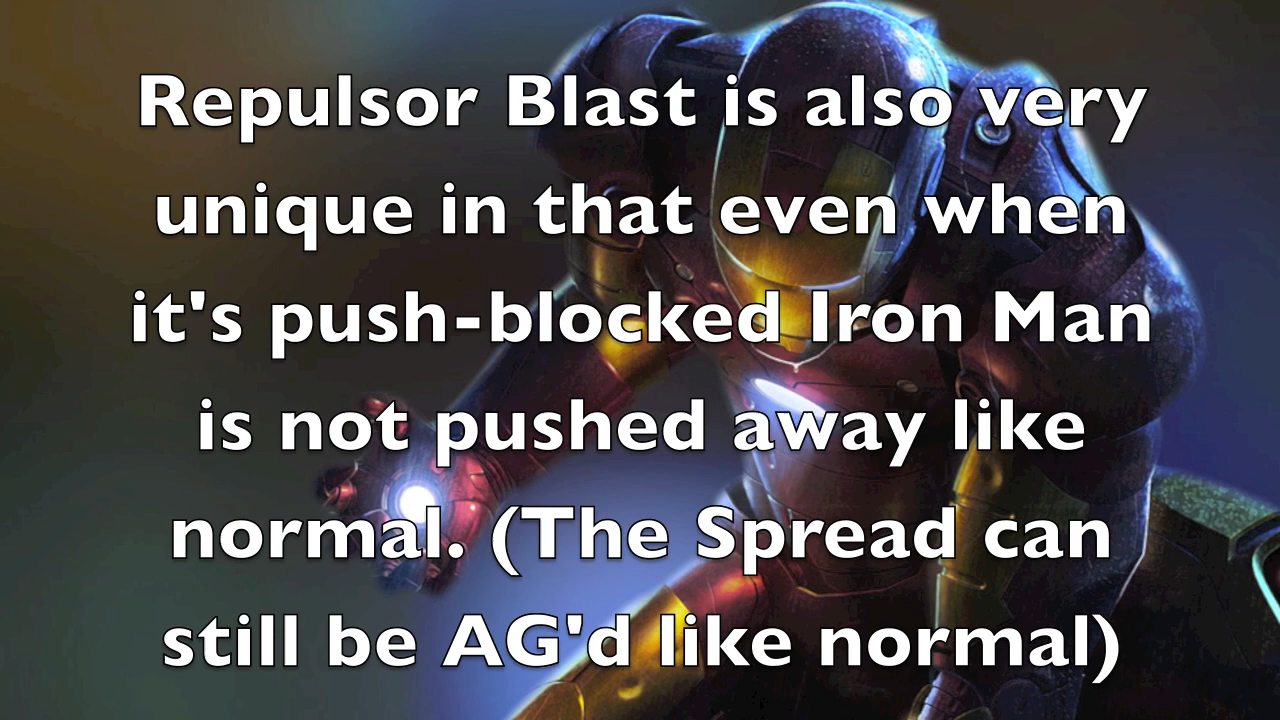 Repulsor Blast is also very
unique in that even when
it's push-blocked Iron Man
is not pushed away like
normal. (The Spread can
still be AG'd like normal)